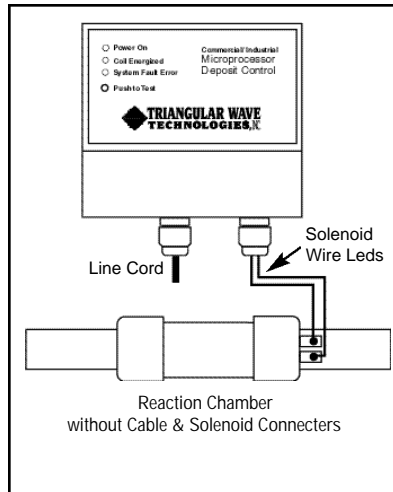 Power On
Coil Energized
System Fault Error
Push to Test
Commercial/Industrial
Microprocessor
Deposit Control
TRIANGULAR WAVE
TECHNOLOGIES, INC
Solenoid
Wire Leds
Line Cord
Reaction Chamber
without Cable & Solenoid Connecters